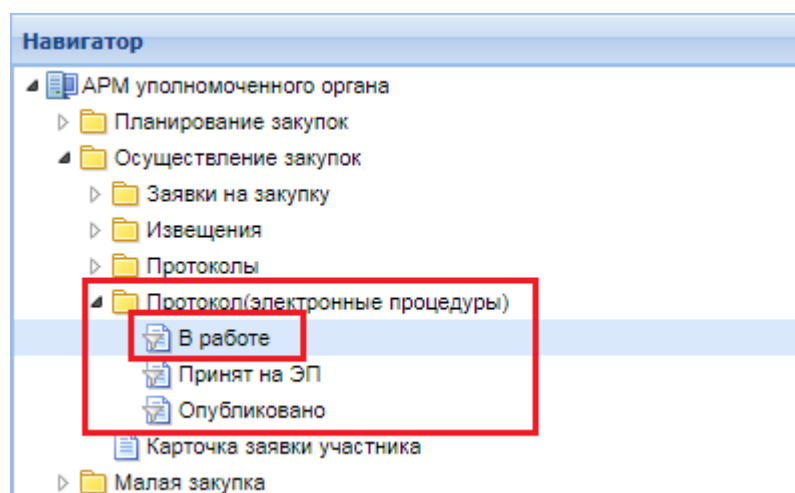 Навигатор
АРМ уполномоченного органа
Планирование закупок
Осуществление закупок
Заявки на закупку
Извещения
Протоколы
Протокол(электронные процедуры)
В работе
Принят на ЭП
Опубликовано
Карточка заявки участника
Малая закупка